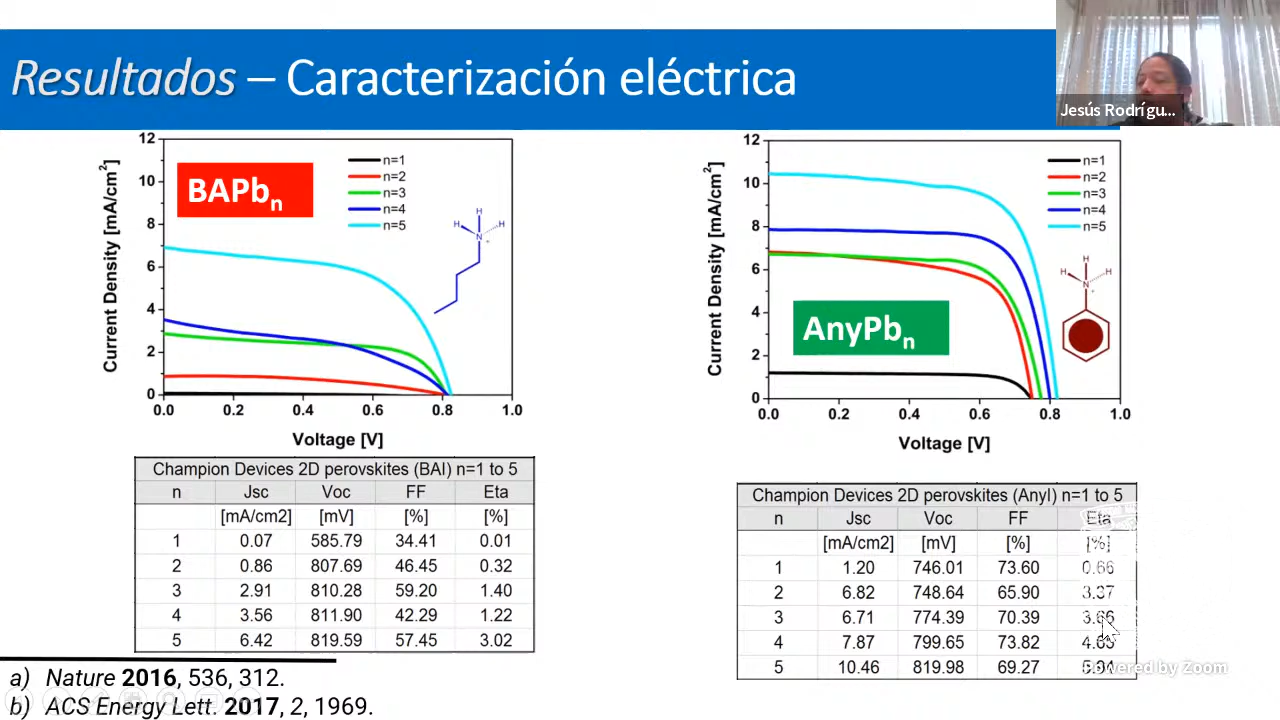 Resultados – Caracterización eléctrica
Jesús Rodrígu...
12
10
8
6
4
2
0
Current Density [mA/cm²]
BAPbn
n=1
n=2
n=3
n=4
n=5
H
H
H
N
+
0.0 0.2 0.4 0.6 0.8 1.0
Voltage [V]
12
10
8
6
4
2
0
Current Density [mA/cm²]
n=1
n=2
n=3
n=4
n=5
AnyPbn
H
H
H
N
+
0.0 0.2 0.4 0.6 0.8 1.0
Voltage [V]
Champion Devices 2D perovskites (BAI) n=1 to 5
n Jsc Voc FF Eta
[mA/cm2] [mV] [%] [%]
1 0.07 585.79 34.41 0.01
2 0.86 807.69 46.45 0.32
3 2.91 810.28 59.20 1.40
4 3.56 811.90 42.29 1.22
5 6.42 819.59 57.45 3.02
Champion Devices 2D perovskites (AnyI) n=1 to 5
n Jsc Voc FF Eta
[mA/cm2] [mV] [%] [%]
1 1.20 746.01 73.60 0.66
2 6.82 748.64 65.90 3.37
3 6.71 774.39 70.39 3.66
4 7.87 799.65 73.82
5 10.46 819.98 69.27
Powered by Zoom
a) Nature 2016, 536, 312.
b) ACS Energy Lett. 2017, 2, 1969.